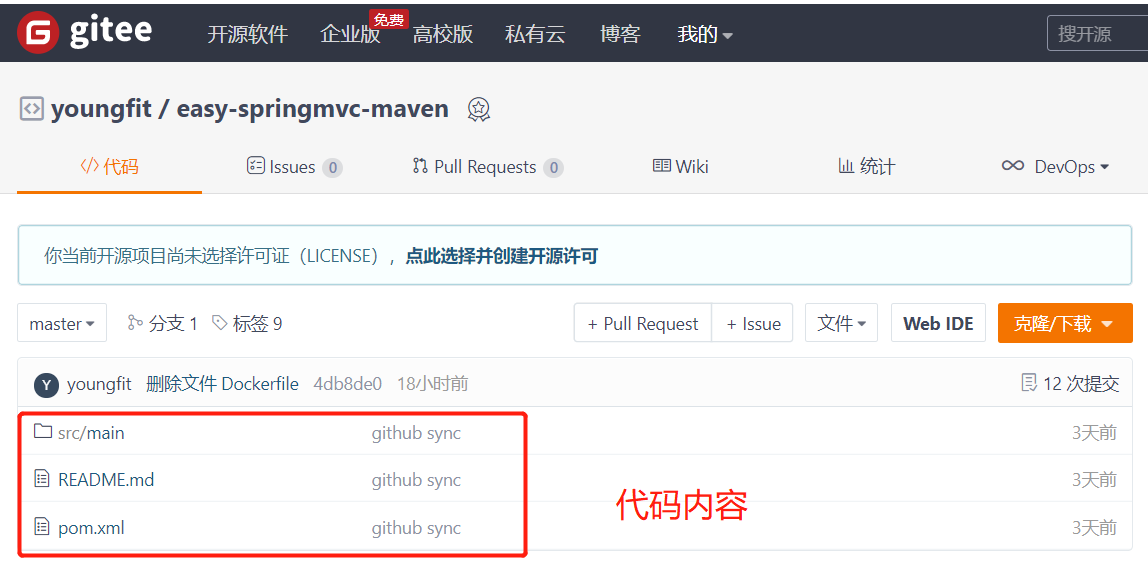 gitee 开源软件 企业版 免费 高校版 私有云 博客 我的 搜开源
youngfit / easy-springmvc-maven
代码 Issues 0 Pull Requests 0 Wiki 统计 DevOps
你当前开源项目尚未选择许可证（LICENSE），点此选择并创建开源许可
master 分支 1 标签 9 + Pull Request + Issue 文件 Web IDE 克隆/下载
Y youngfit 删除文件 Dockerfile 4db8de0 18小时前 12 次提交
src/main github sync 3天前
README.md github sync 3天前
代码内容
pom.xml github sync 3天前